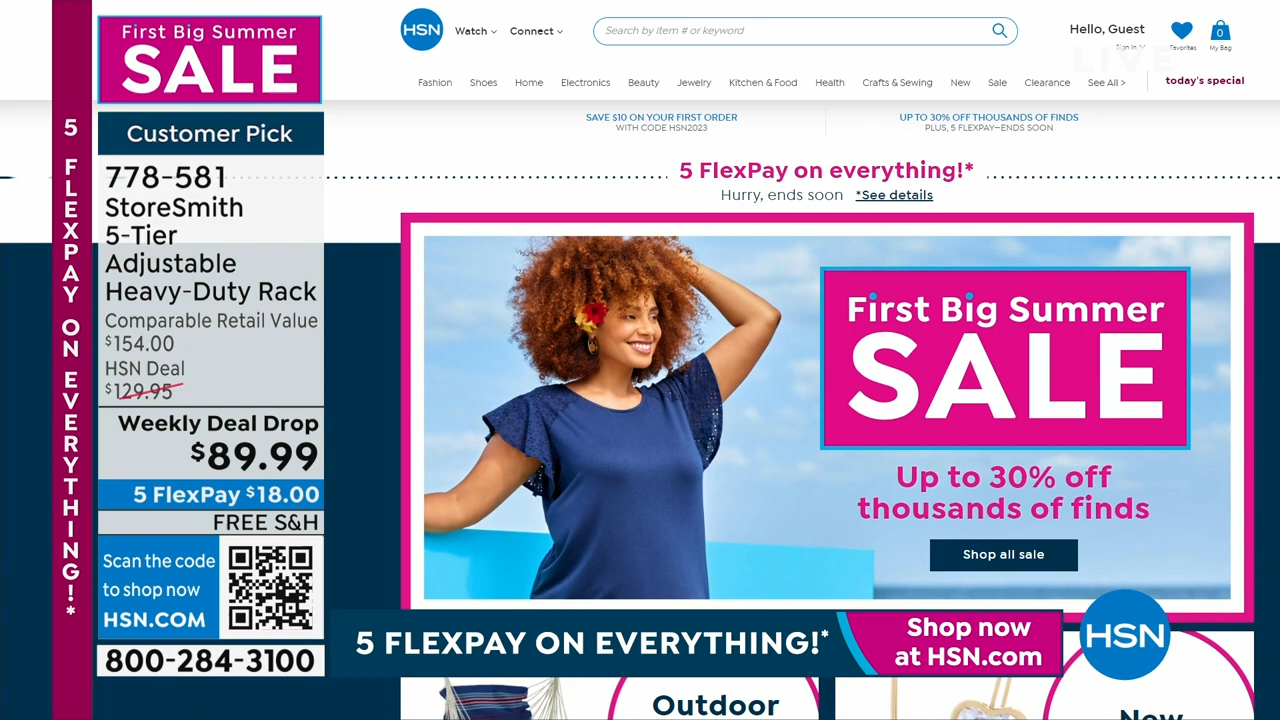 5 FLEXPAY ON EVERYTHING!*
First Big Summer
SALE
Customer Pick
778-581
StoreSmith
5-Tier
Adjustable
Heavy-Duty Rack
Comparable Retail Value
$154.00
HSN Deal
$129.95
Weekly Deal Drop
$89.99
5 FlexPay $18.00
FREE S&H
Scan the code
to shop now
HSN.COM
800-284-3100
HSN
Watch
Connect
Search by item # or keyword
Hello, Guest
Sign in
Favorites
0
My Bag
LIVE
Fashion
Shoes
Home
Electronics
Beauty
Jewelry
Kitchen & Food
Health
Crafts & Sewing
New
Sale
Clearance
See All >
today's special
SAVE $10 ON YOUR FIRST ORDER
WITH CODE HSN2023
UP TO 30% OFF THOUSANDS OF FINDS
PLUS, 5 FLEXPAY—ENDS SOON
5 FlexPay on everything!*
Hurry, ends soon *See details
First Big Summer
SALE
Up to 30% off
thousands of finds
Shop all sale
5 FLEXPAY ON EVERYTHING!*
Shop now
at HSN.com
HSN
Outdoor
New